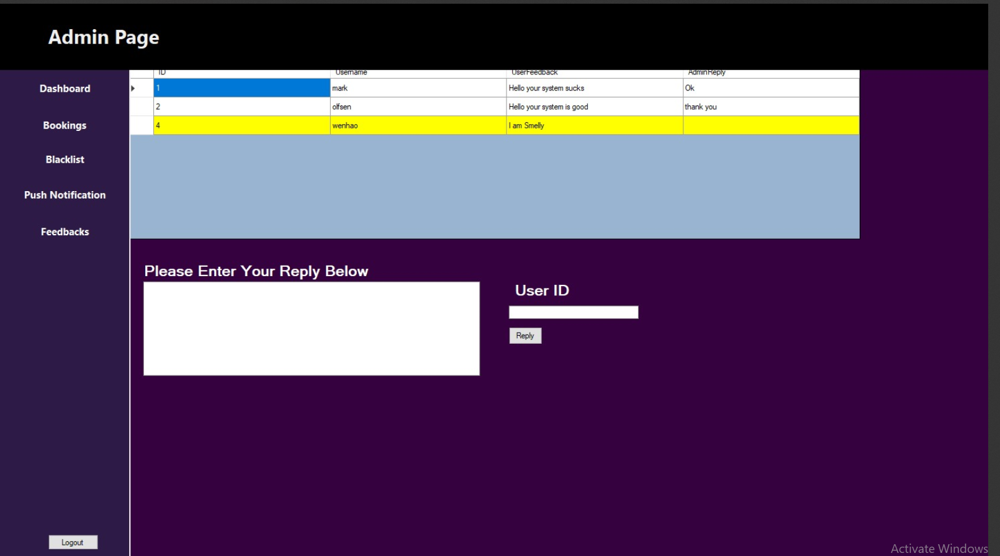 Admin Page
ID Username UserFeedback AdminReply
1 mark Hello your system sucks Ok
2 olfsen Hello your system is good thank you
4 wenhao I am Smelly
Dashboard
Bookings
Blacklist
Push Notification
Feedbacks
Please Enter Your Reply Below
User ID
Reply
Logout
Activate Windows